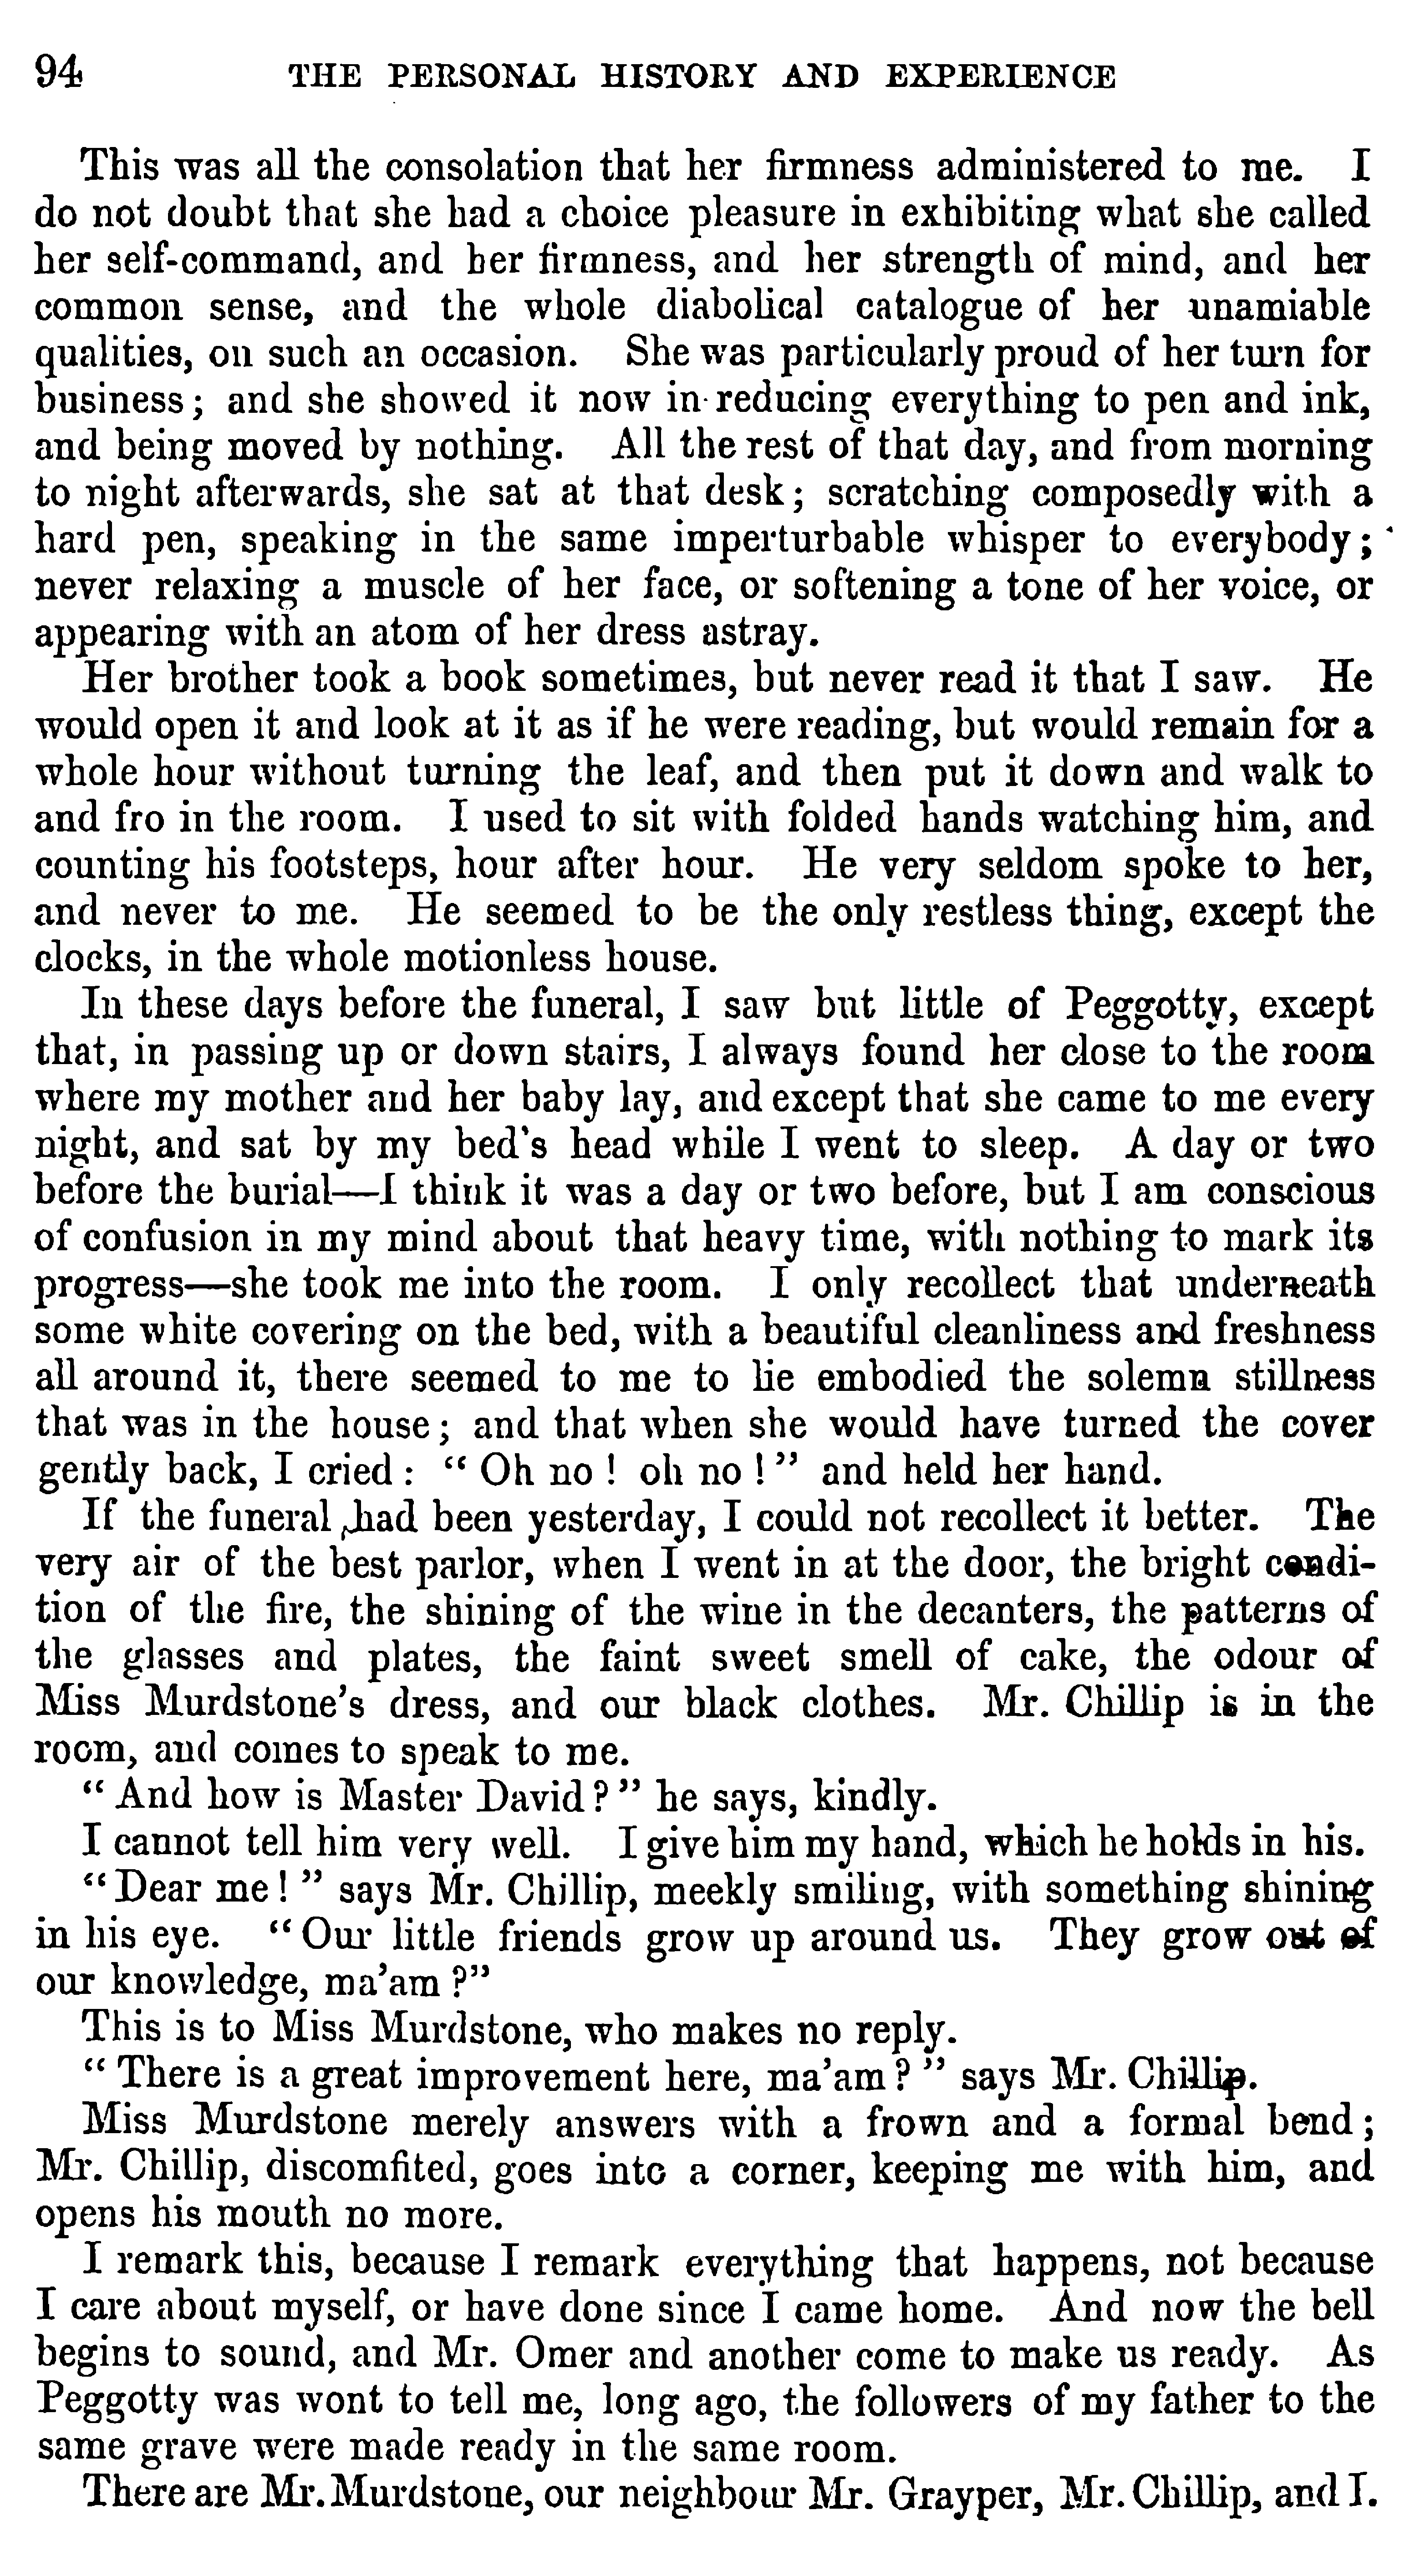 94 THE PERSONAL HISTORY AND EXPERIENCE
This was all the consolation that her firmness administered to me. I
do not doubt that she had a choice pleasure in exhibiting what she called
her self-command, and her firmness, and her strength of mind, and her
common sense, and the whole diabolical catalogue of her unamiable
qualities, on such an occasion. She was particularly proud of her turn for
business; and she showed it now in reducing everything to pen and ink,
and being moved by nothing. All the rest of that day, and from morning
to night afterwards, she sat at that desk; scratching composedly with a
hard pen, speaking in the same imperturbable whisper to everybody;
never relaxing a muscle of her face, or softening a tone of her voice, or
appearing with an atom of her dress astray.
Her brother took a book sometimes, but never read it that I saw. He
would open it and look at it as if he were reading, but would remain for a
whole hour without turning the leaf, and then put it down and walk to
and fro in the room. I used to sit with folded hands watching him, and
counting his footsteps, hour after hour. He very seldom spoke to her,
and never to me. He seemed to be the only restless thing, except the
clocks, in the whole motionless house.
In these days before the funeral, I saw but little of Peggotty, except
that, in passing up or down stairs, I always found her close to the room
where my mother and her baby lay, and except that she came to me every
night, and sat by my bed's head while I went to sleep. A day or two
before the burial—I think it was a day or two before, but I am conscious
of confusion in my mind about that heavy time, with nothing to mark its
progress—she took me into the room. I only recollect that underneath
some white covering on the bed, with a beautiful cleanliness and freshness
all around it, there seemed to me to lie embodied the solemn stillness
that was in the house; and that when she would have turned the cover
gently back, I cried: "Oh no! oh no!" and held her hand.
If the funeral had been yesterday, I could not recollect it better. The
very air of the best parlor, when I went in at the door, the bright condi-
tion of the fire, the shining of the wine in the decanters, the patterns of
the glasses and plates, the faint sweet smell of cake, the odour of
Miss Murdstone's dress, and our black clothes. Mr. Chillip is in the
room, and comes to speak to me.
"And how is Master David?" he says, kindly.
I cannot tell him very well. I give him my hand, which he holds in his.
"Dear me!" says Mr. Chillip, meekly smiling, with something shining
in his eye. "Our little friends grow up around us. They grow out of
our knowledge, ma'am?"
This is to Miss Murdstone, who makes no reply.
"There is a great improvement here, ma'am?" says Mr. Chillip.
Miss Murdstone merely answers with a frown and a formal bend;
Mr. Chillip, discomfited, goes into a corner, keeping me with him, and
opens his mouth no more.
I remark this, because I remark everything that happens, not because
I care about myself, or have done since I came home. And now the bell
begins to sound, and Mr. Omer and another come to make us ready. As
Peggotty was wont to tell me, long ago, the followers of my father to the
same grave were made ready in the same room.
There are Mr. Murdstone, our neighbour Mr. Grayper, Mr. Chillip, and I.